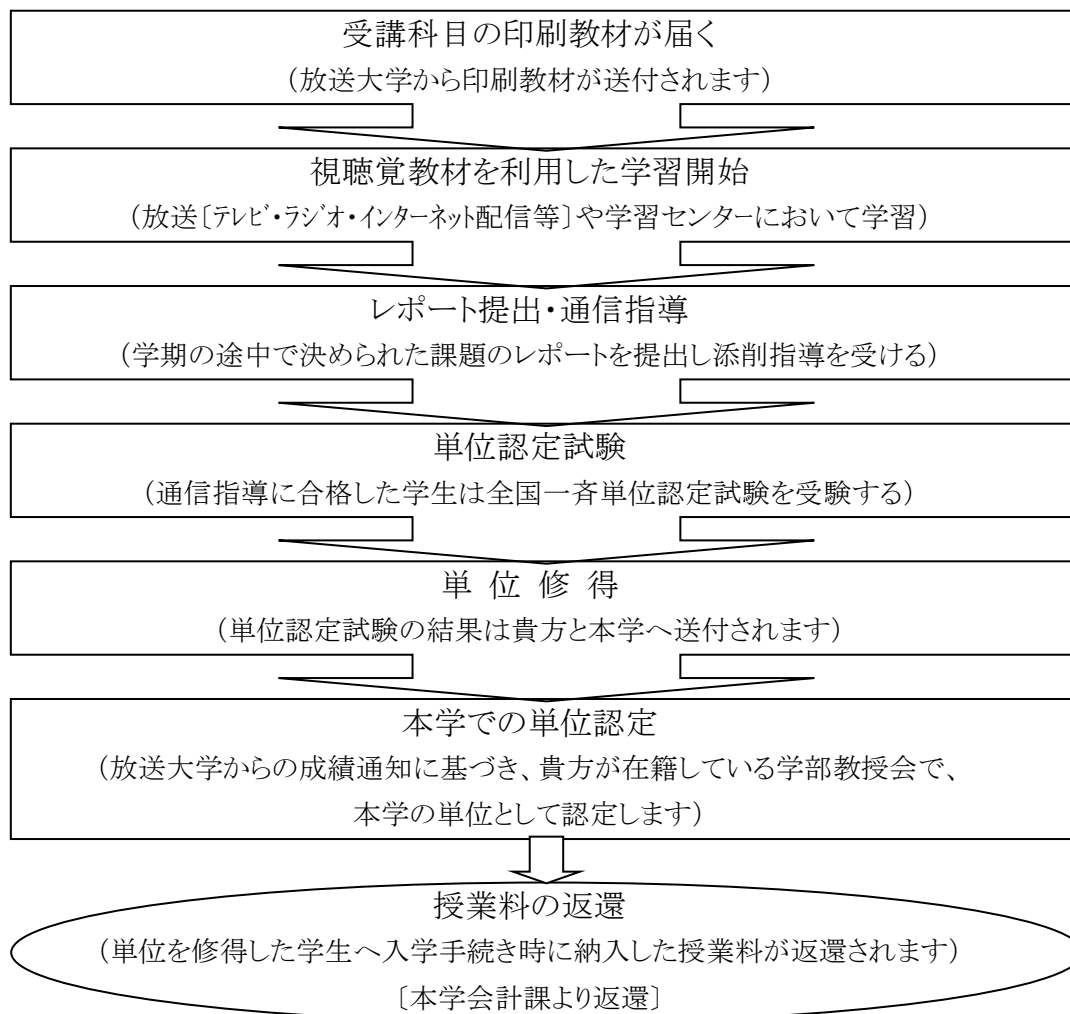 受講科目の印刷教材が届く
（放送大学から印刷教材が送付されます）
視聴覚教材を利用した学習開始
（放送〔ﾃﾚﾋﾞ・ﾗｼﾞｵ・ｲﾝﾀｰﾈｯﾄ配信等〕や学習センターにおいて学習）
レポート提出・通信指導
（学期の途中で決められた課題のレポートを提出し添削指導を受ける）
単位認定試験
（通信指導に合格した学生は全国一斉単位認定試験を受験する）
単 位 修 得
（単位認定試験の結果は貴方と本学へ送付されます）
本学での単位認定
（放送大学からの成績通知に基づき、貴方が在籍している学部教授会で、
本学の単位として認定します）
授業料の返還
（単位を修得した学生へ入学手続き時に納入した授業料が返還されます）
〔本学会計課より返還〕